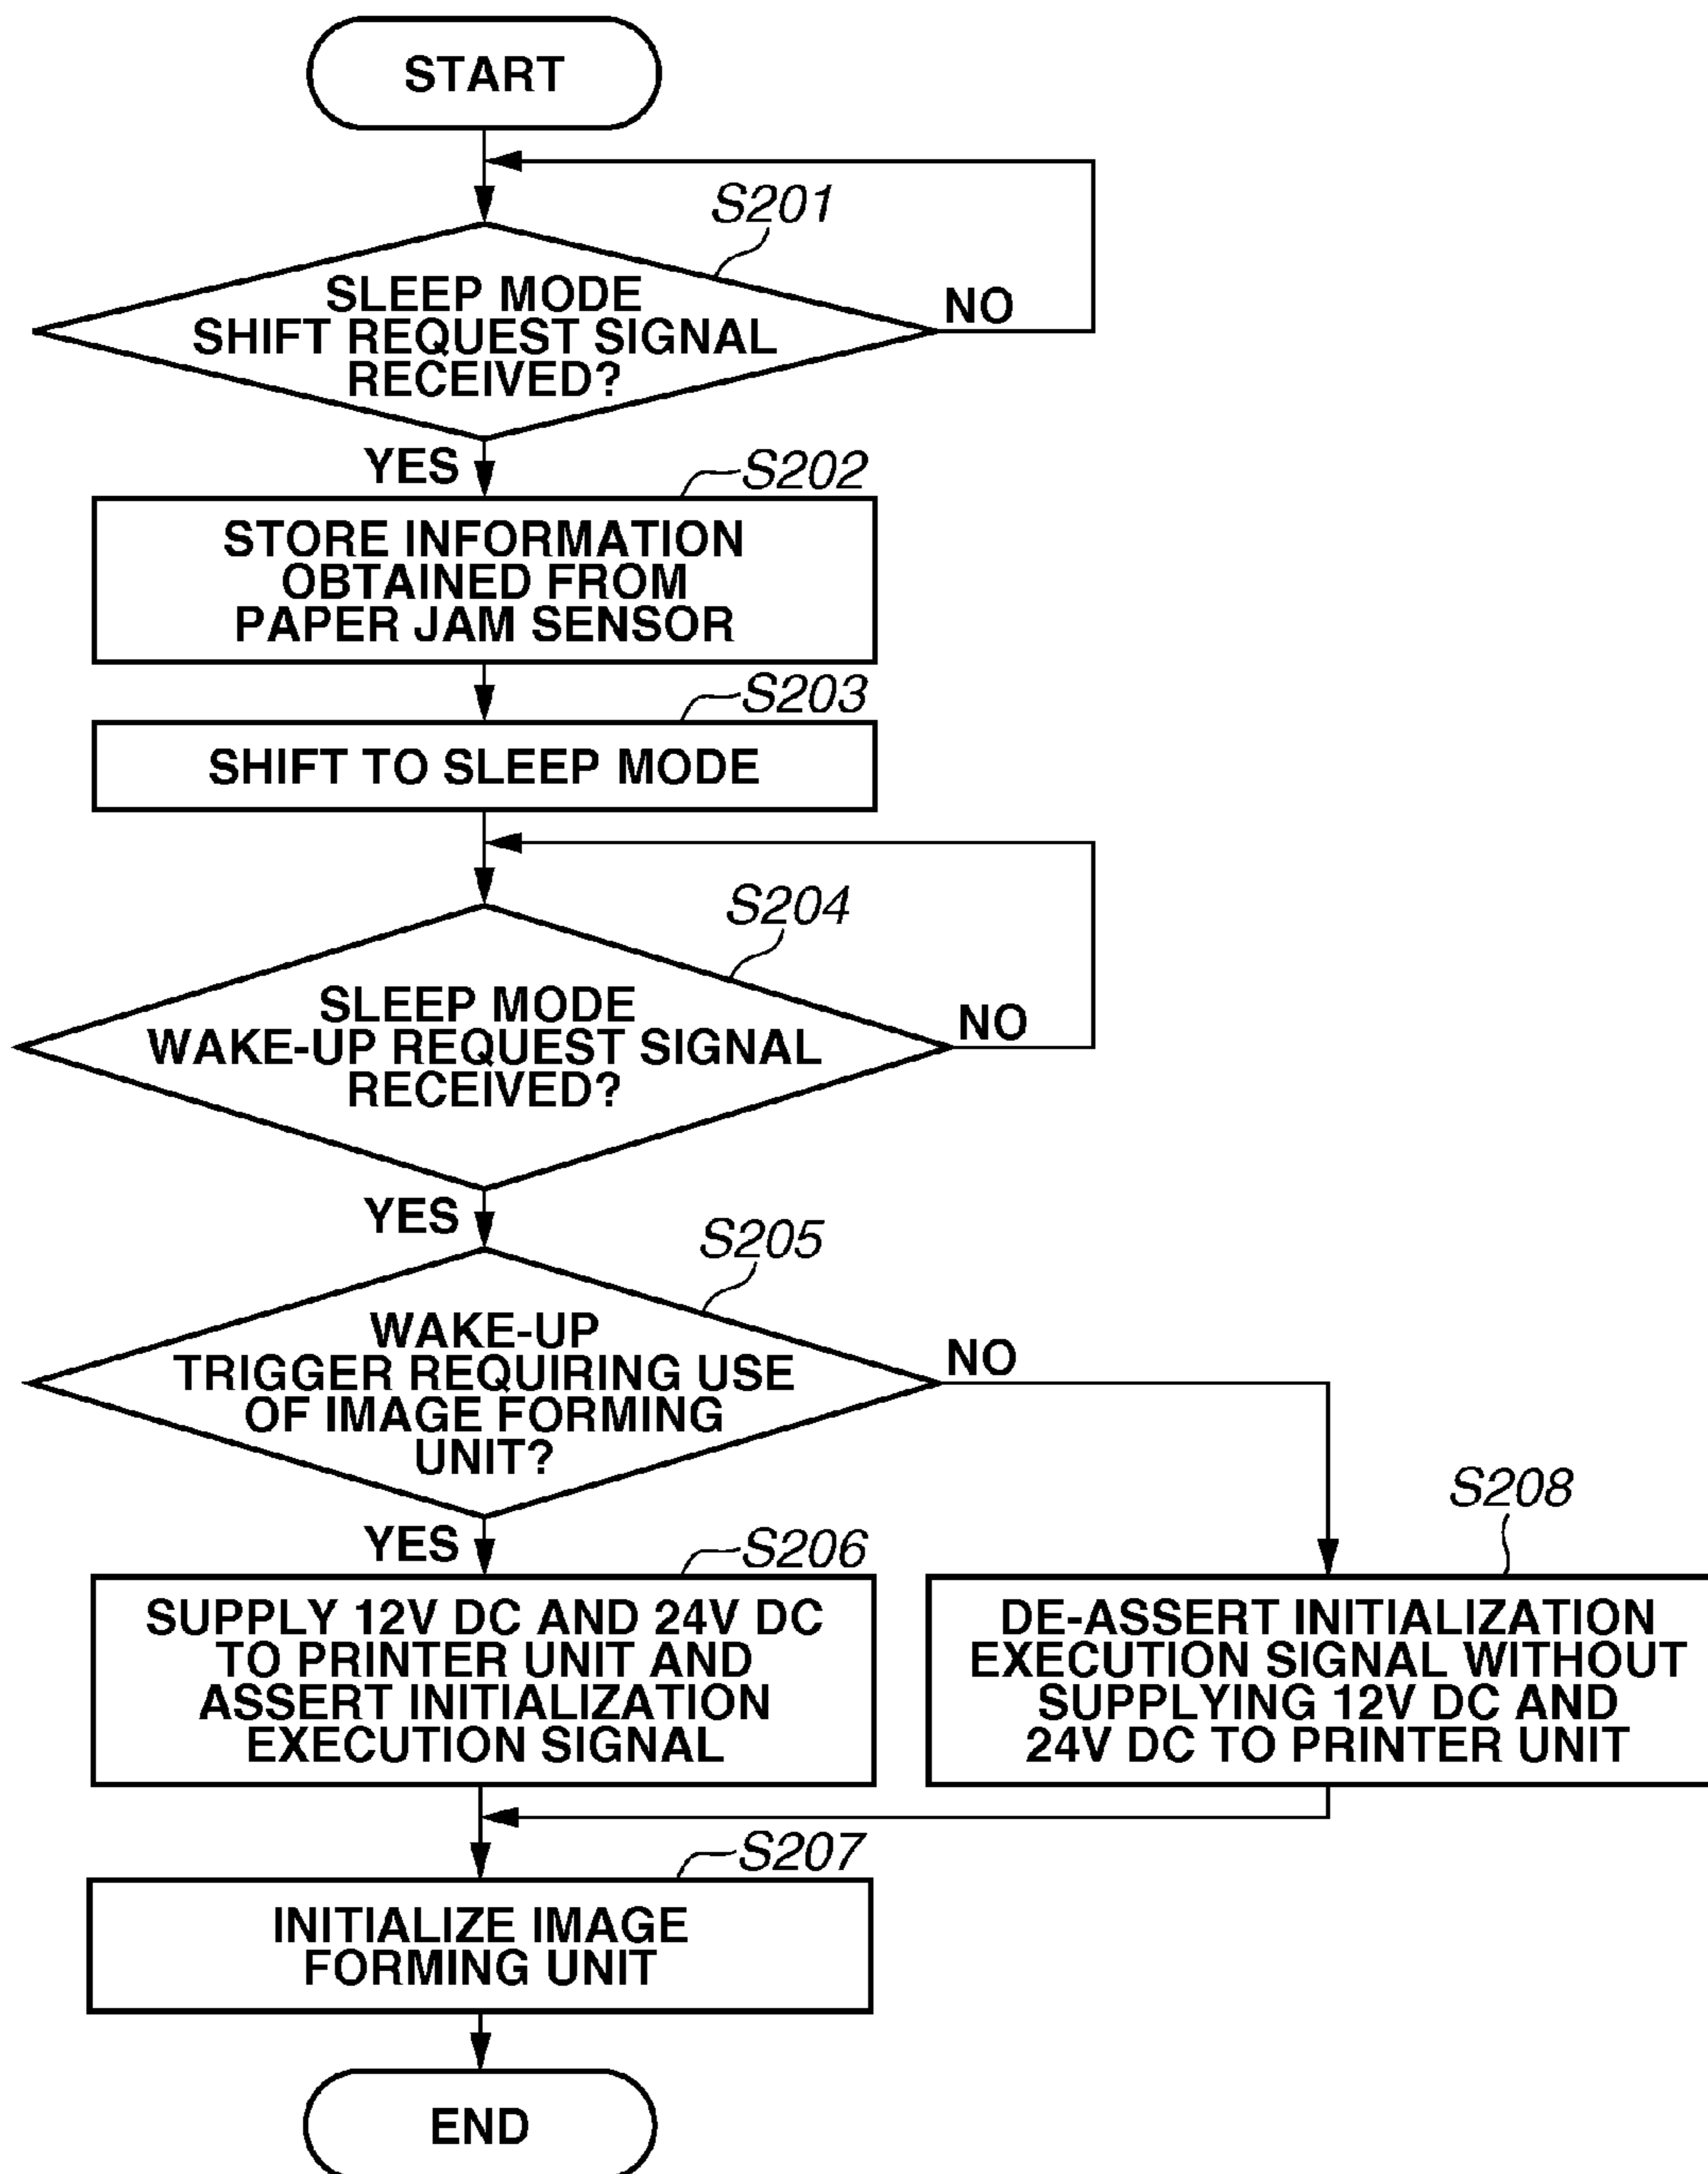 START
S201
SLEEP MODE
SHIFT REQUEST SIGNAL
RECEIVED?
NO
YES
S202
STORE INFORMATION
OBTAINED FROM
PAPER JAM SENSOR
S203
SHIFT TO SLEEP MODE
S204
SLEEP MODE
WAKE-UP REQUEST SIGNAL
RECEIVED?
NO
YES
S205
WAKE-UP
TRIGGER REQUIRING USE
OF IMAGE FORMING
UNIT?
NO
YES
S206
SUPPLY 12V DC AND 24V DC
TO PRINTER UNIT AND
ASSERT INITIALIZATION
EXECUTION SIGNAL
S208
DE-ASSERT INITIALIZATION
EXECUTION SIGNAL WITHOUT
SUPPLYING 12V DC AND
24V DC TO PRINTER UNIT
S207
INITIALIZE IMAGE
FORMING UNIT
END